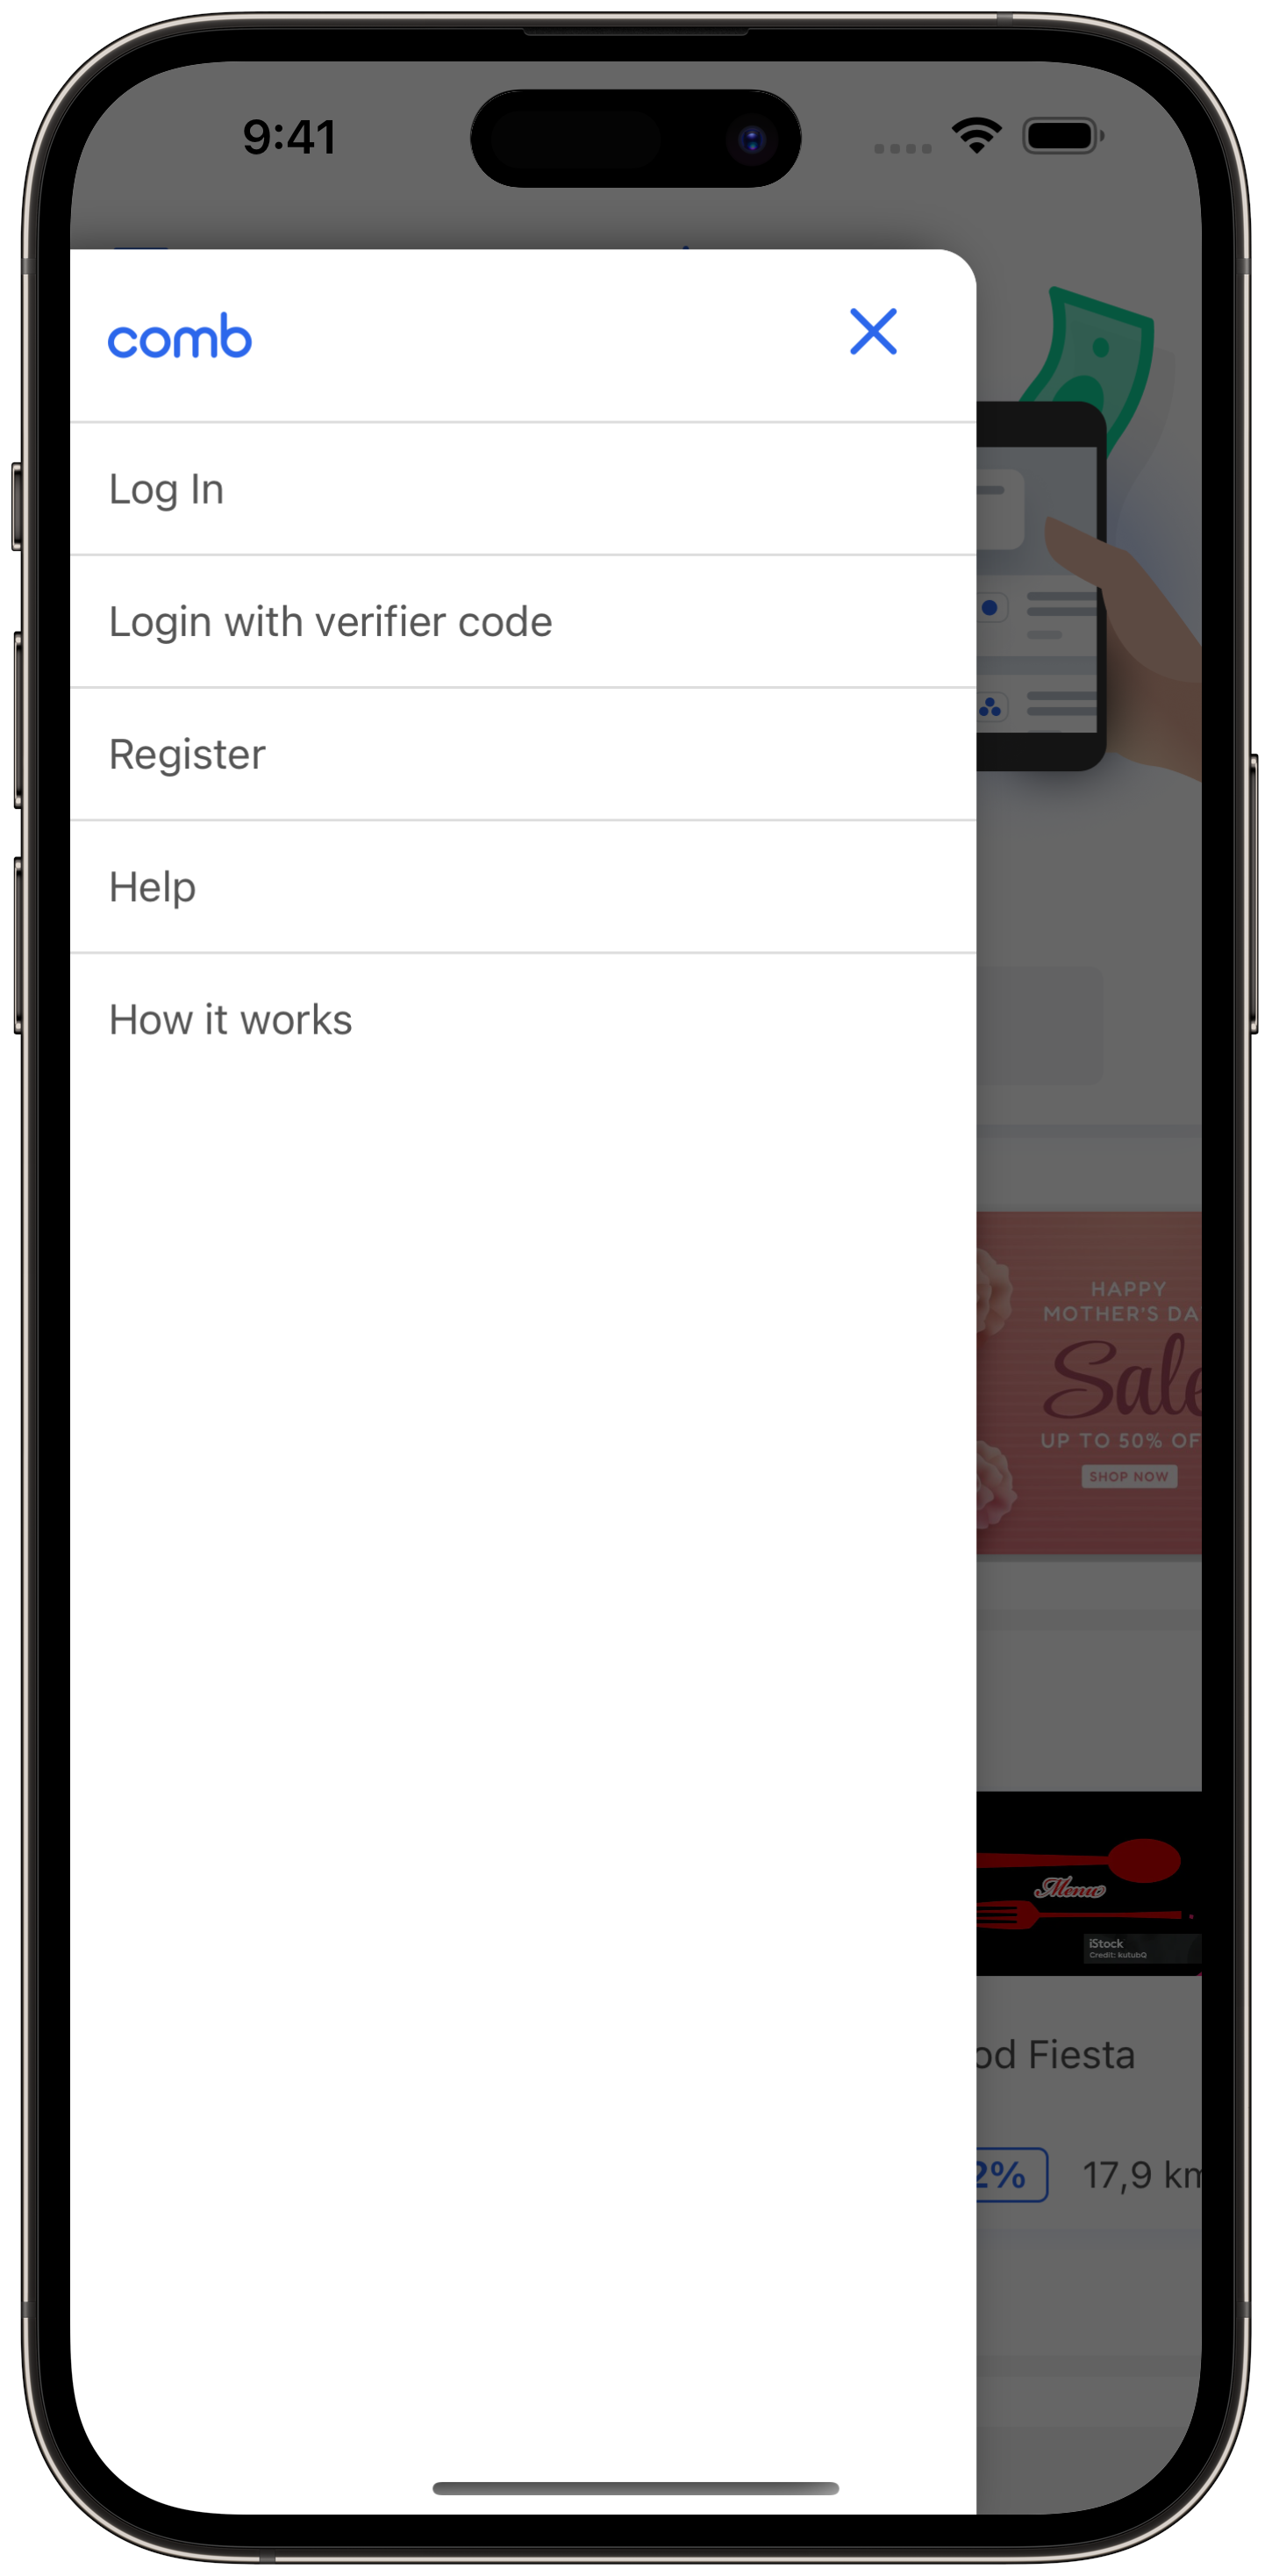 9:41
comb
Log In
Login with verifier code
Register
Help
How it works
HAPPY
MOTHER'S DA
Sale
UP TO 50% OF
SHOP NOW
Menu
iStock
Credit: kutubQ
od Fiesta
2% 17,9 km